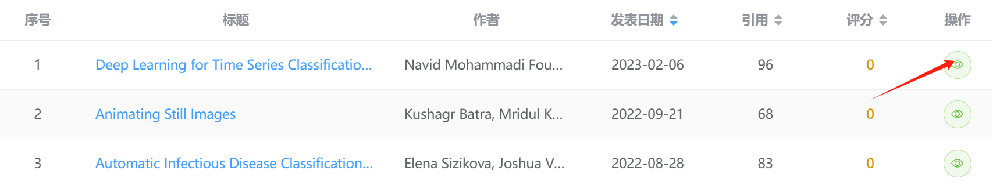 序号 标题 作者 发表日期 引用 评分 操作
1 Deep Learning for Time Series Classificatio... Navid Mohammadi Fou... 2023-02-06 96 0
2 Animating Still Images Kushagr Batra, Mridul K... 2022-09-21 68 0
3 Automatic Infectious Disease Classification... Elena Sizikova, Joshua V... 2022-08-28 83 0